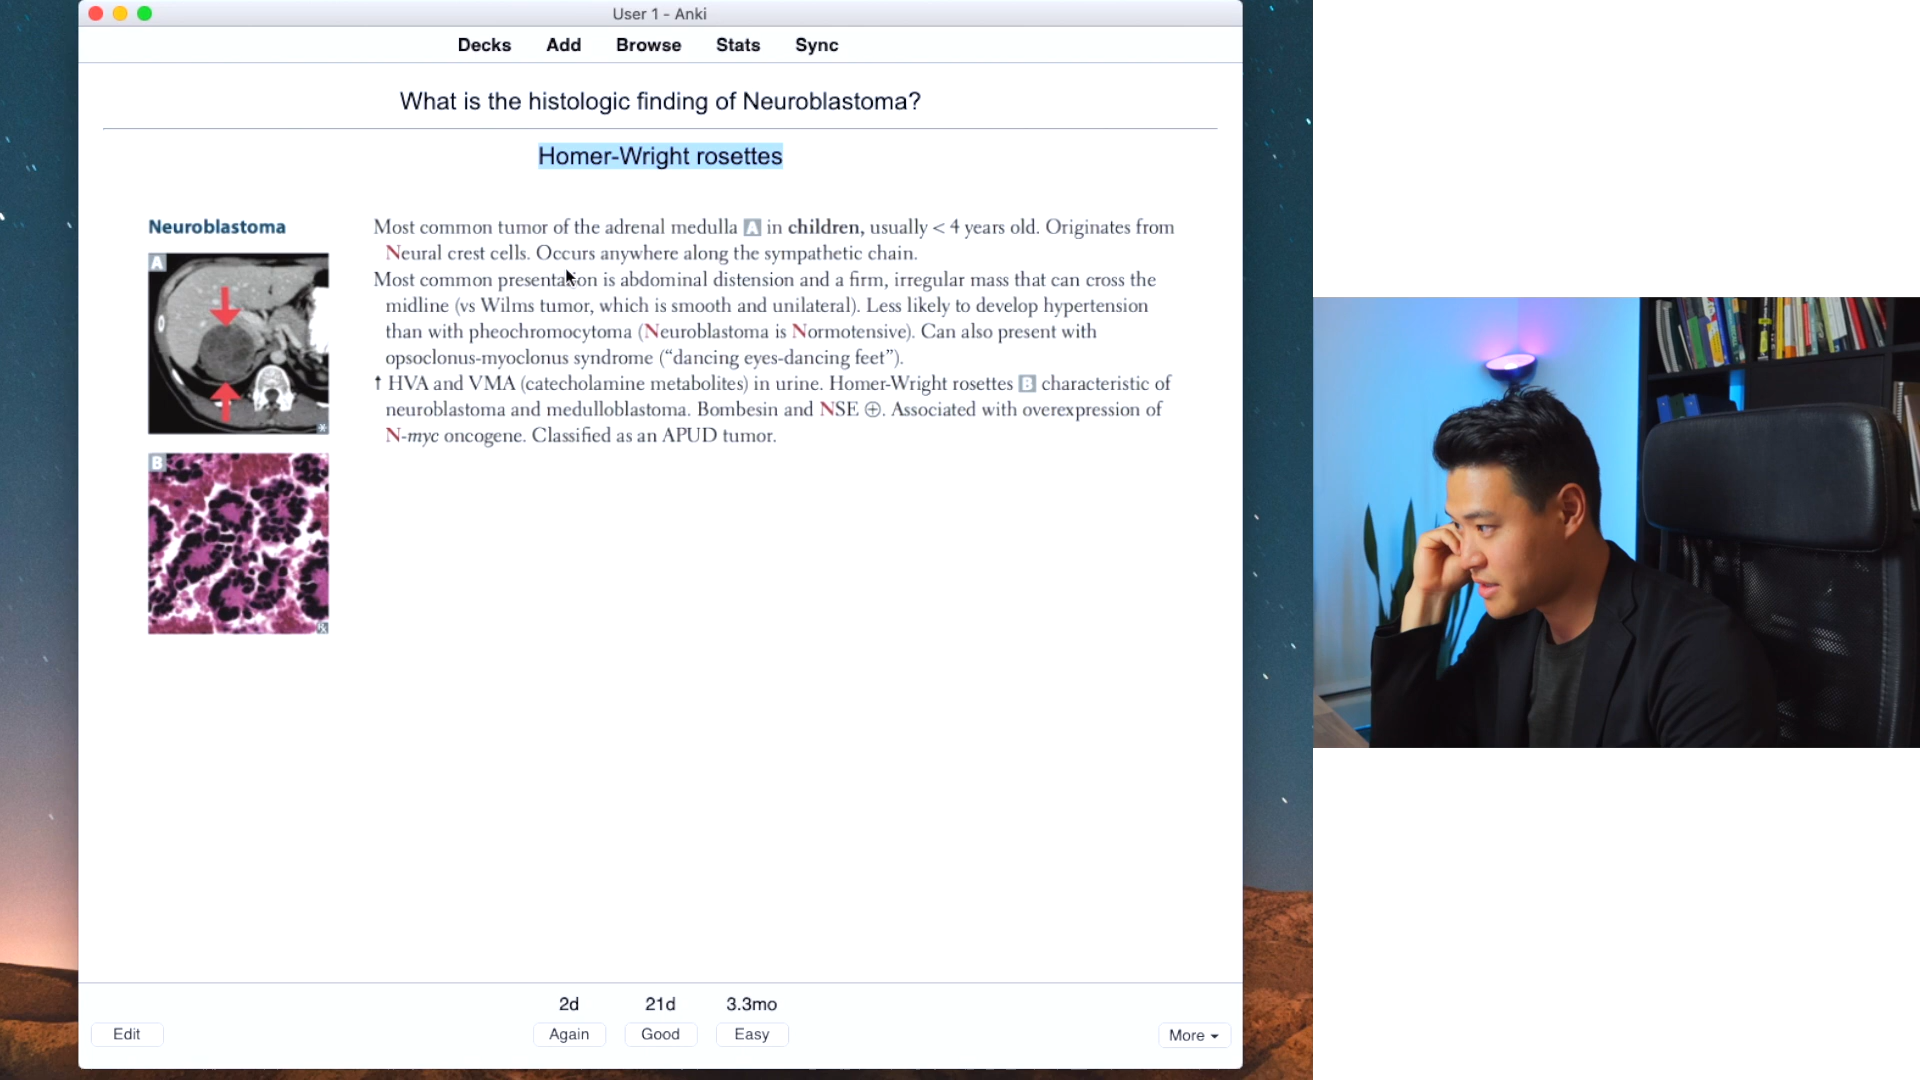 User 1 - Anki
Decks Add Browse Stats Sync
What is the histologic finding of Neuroblastoma?
Homer-Wright rosettes
Neuroblastoma
A
B
Most common tumor of the adrenal medulla A in children, usually < 4 years old. Originates from
Neural crest cells. Occurs anywhere along the sympathetic chain.
Most common presentation is abdominal distension and a firm, irregular mass that can cross the
midline (vs Wilms tumor, which is smooth and unilateral). Less likely to develop hypertension
than with pheochromocytoma (Neuroblastoma is Normotensive). Can also present with
opsoclonus-myoclonus syndrome (“dancing eyes-dancing feet”).
↑ HVA and VMA (catecholamine metabolites) in urine. Homer-Wright rosettes B characteristic of
neuroblastoma and medulloblastoma. Bombesin and NSE ⊕. Associated with overexpression of
N-myc oncogene. Classified as an APUD tumor.
2d 21d 3.3mo
Edit Again Good Easy More